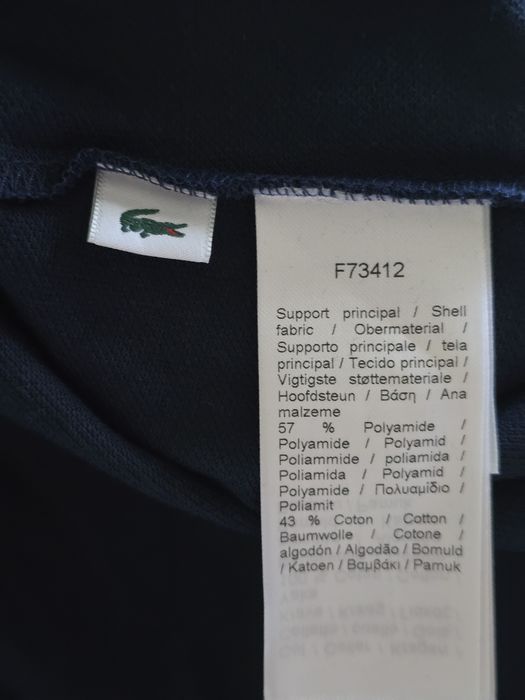 F73412
Support principal / Shell
fabric / Obermaterial /
Supporto principale / tela
principal / Tecido principal /
Vigtigste støttemateriale /
Hoofdsteun / Βάση / Ana
malzeme
57 % Polyamide /
Polyamide / Polyamid /
Poliammide / poliamida /
Poliamida / Polyamid /
Polyamide / Πολυαμίδιο /
Poliamit
43 % Coton / Cotton /
Baumwolle / Cotone /
algodón / Algodão / Bomuld
/ Katoen / Βαμβάκι / Pamuk